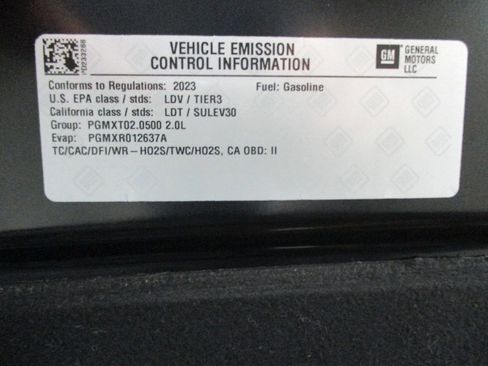 VEHICLE EMISSION
CONTROL INFORMATION
GM
GENERAL
MOTORS
LLC
Conforms to Regulations: 2023 Fuel: Gasoline
U.S. EPA class / stds: LDV / TIER3
California class / stds: LDT / SULEV30
Group: PGMXT02.0500 2.0L
Evap: PGMXR012637A
TC/CAC/DFI/WR-HO2S/TWC/HO2S, CA OBD: II